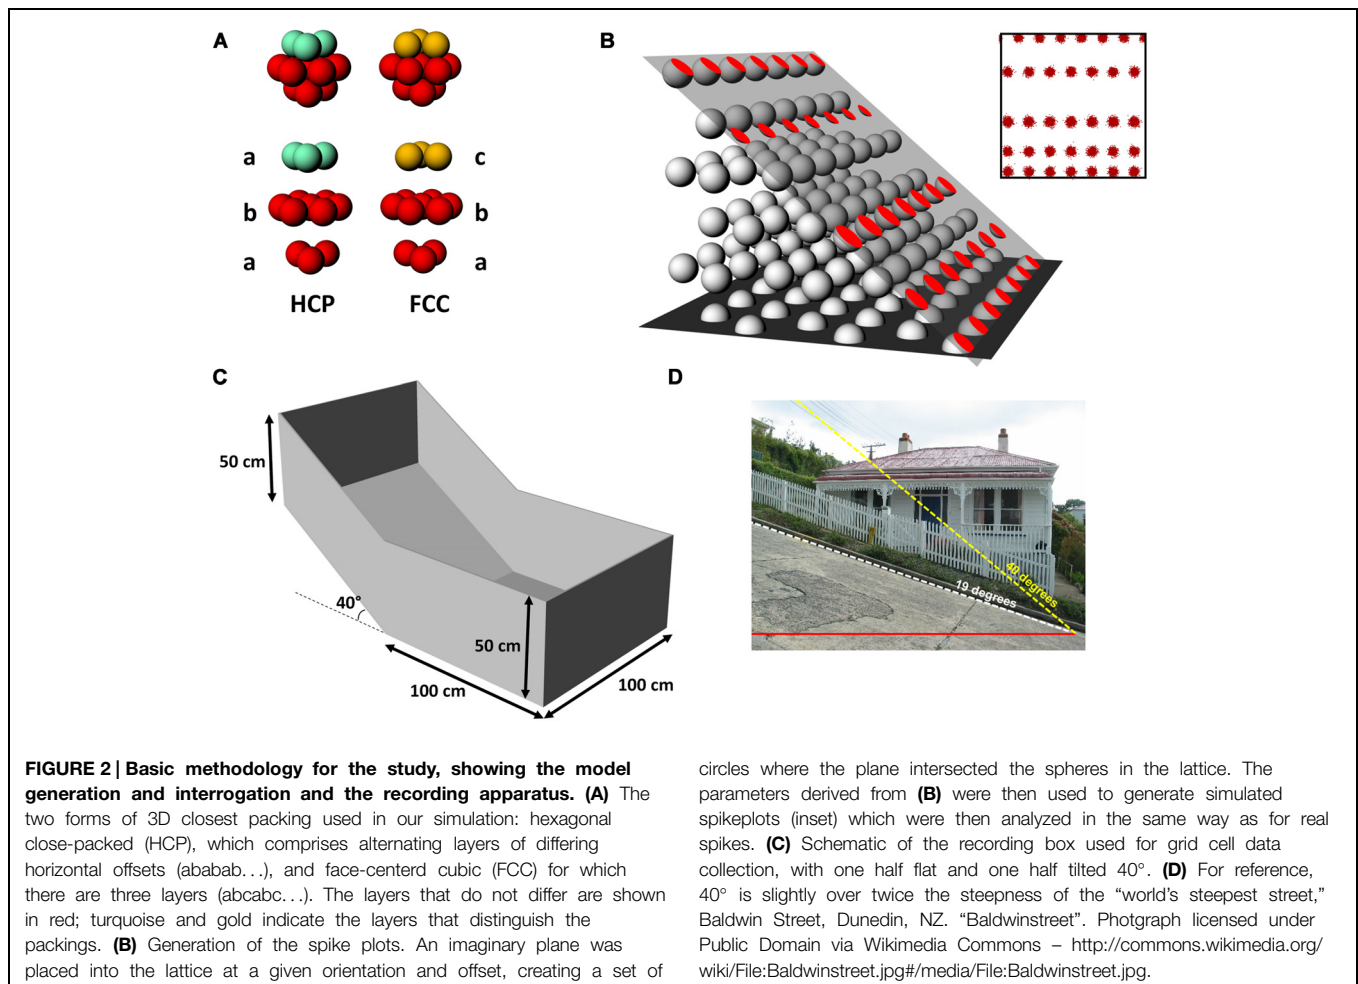 A
a
c
b
b
a
a
HCP
FCC
B
C
50 cm
40°
50 cm
100 cm
100 cm
D
40 degrees
19 degrees
FIGURE 2 | Basic methodology for the study, showing the model
generation and interrogation and the recording apparatus. (A) The
two forms of 3D closest packing used in our simulation: hexagonal
close-packed (HCP), which comprises alternating layers of differing
horizontal offsets (ababab. . .), and face-centerd cubic (FCC) for which
there are three layers (abcabc. . .). The layers that do not differ are shown
in red; turquoise and gold indicate the layers that distinguish the
packings. (B) Generation of the spike plots. An imaginary plane was
placed into the lattice at a given orientation and offset, creating a set of
circles where the plane intersected the spheres in the lattice. The
parameters derived from (B) were then used to generate simulated
spikeplots (inset) which were then analyzed in the same way as for real
spikes. (C) Schematic of the recording box used for grid cell data
collection, with one half flat and one half tilted 40°. (D) For reference,
40° is slightly over twice the steepness of the “world’s steepest street,”
Baldwin Street, Dunedin, NZ. “Baldwinstreet”. Photgraph licensed under
Public Domain via Wikimedia Commons – http://commons.wikimedia.org/
wiki/File:Baldwinstreet.jpg#/media/File:Baldwinstreet.jpg.